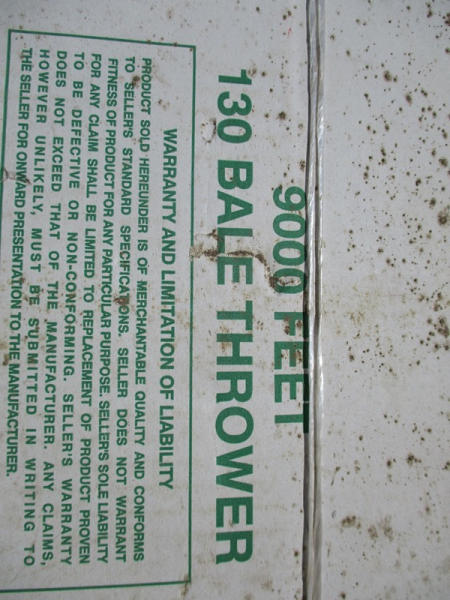 9000 FEET
130 BALE THROWER
WARRANTY AND LIMITATION OF LIABILITY
PRODUCT SOLD HEREUNDER IS OF MERCHANTABLE QUALITY AND CONFORMS
TO SELLER'S STANDARD SPECIFICATIONS. SELLER DOES NOT WARRANT
FITNESS OF PRODUCT FOR ANY PARTICULAR PURPOSE. SELLER'S SOLE LIABILITY
FOR ANY CLAIM SHALL BE LIMITED TO REPLACEMENT OF PRODUCT PROVEN
TO BE DEFECTIVE OR NON-CONFORMING. SELLER'S WARRANTY
DOES NOT EXCEED THAT OF THE MANUFACTURER. ANY CLAIMS,
HOWEVER UNLIKELY, MUST BE SUBMITTED IN WRITING TO
THE SELLER FOR ONWARD PRESENTATION TO THE MANUFACTURER.